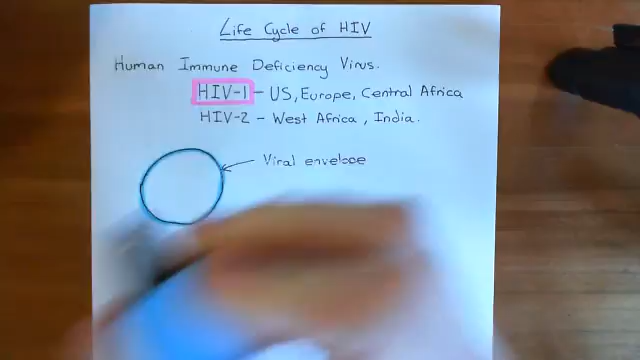 Life Cycle of HIV
Human Immune Deficiency Virus.
HIV-1 - US, Europe, Central Africa
HIV-2 - West Africa, India.
Viral envelope